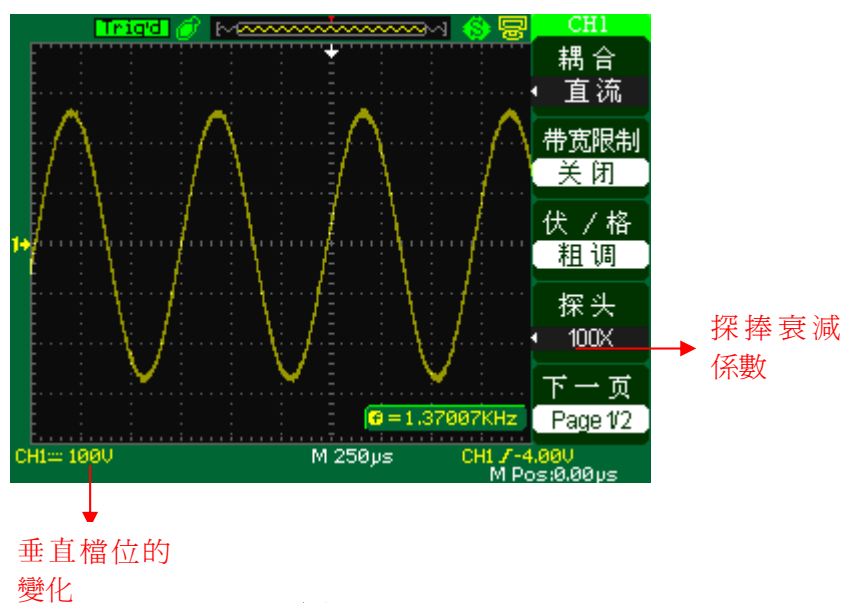 Trig'd
CH1
耦合
直流
带宽限制
关闭
伏/格
粗调
探头
100X
下一页
Page 1/2
f=1.37007KHz
CH1 100V
M 250μs
CH1 -4.00V
M Pos:0.00μs
1
S
探捧衰減
係數
垂直檔位的
變化